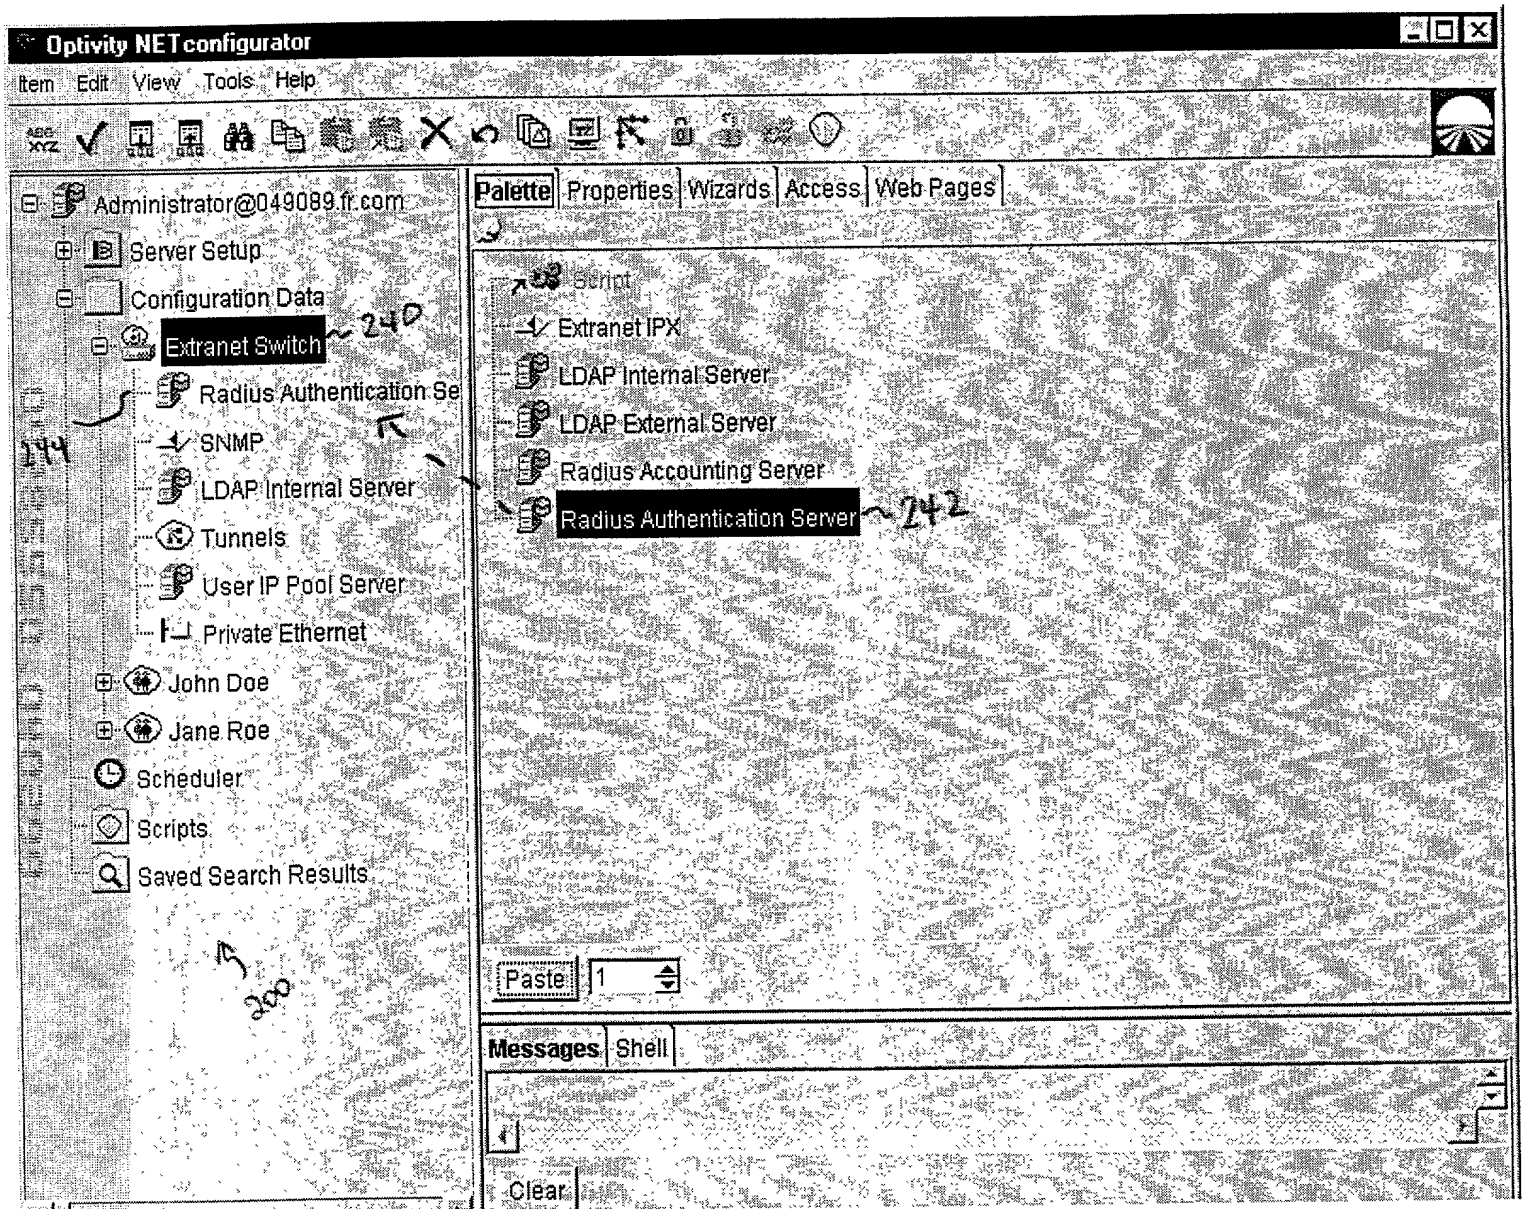 Optivity NETconfigurator
Item Edit View Tools Help
ABC
XYZ
Administrator@049089.fr.com
Server Setup
Configuration Data
Extranet Switch 240
Radius Authentication Se
244
SNMP
LDAP Internal Server
Tunnels
User IP Pool Server
Private Ethernet
John Doe
Jane Roe
Scheduler
Scripts
Saved Search Results
200
Palette Properties Wizards Access Web Pages
Script
Extranet IPX
LDAP Internal Server
LDAP External Server
Radius Accounting Server
Radius Authentication Server 242
Paste 1
Messages Shell
Clear